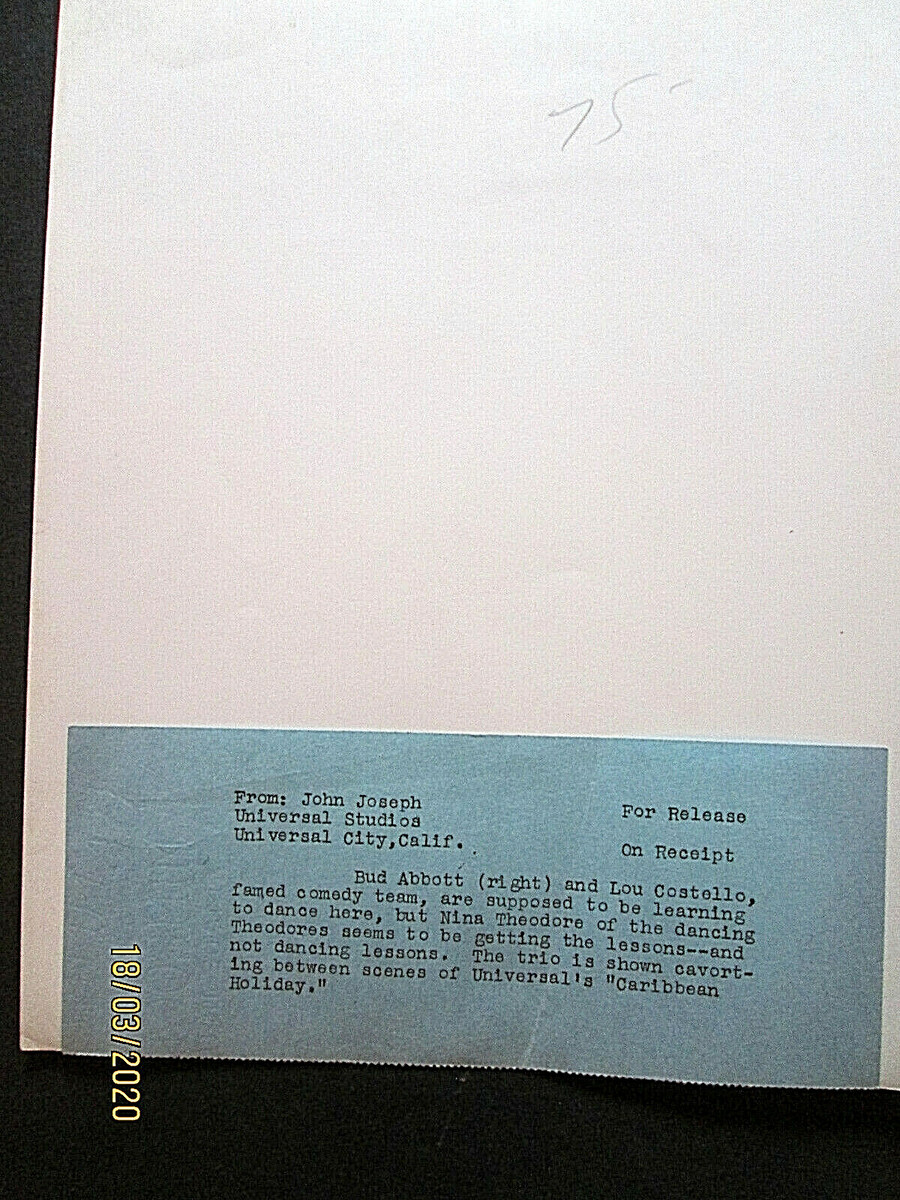 75-
From: John Joseph
Universal Studios
Universal City,Calif.
For Release
On Receipt
Bud Abbott (right) and Lou Costello,
famed comedy team, are supposed to be learning
to dance here, but Nina Theodore of the dancing
Theodores seems to be getting the lessons--and
not dancing lessons. The trio is shown cavort-
ing between scenes of Universal's "Caribbean
Holiday."
18/03/2020